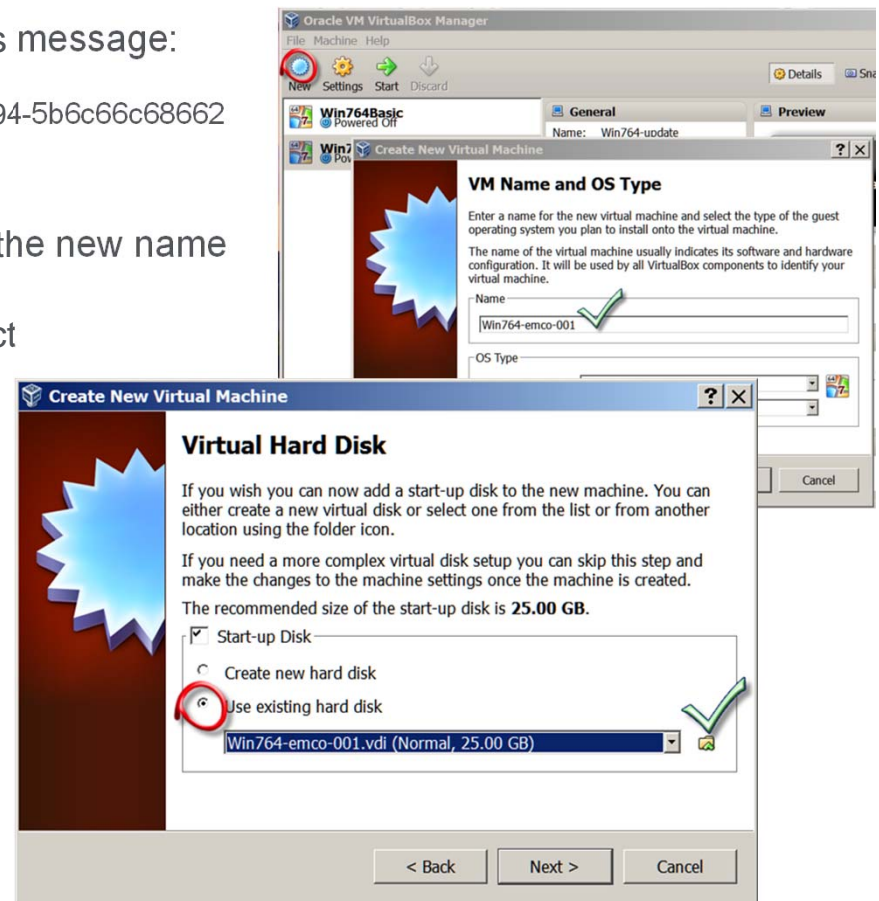 s message:
94-5b6c66c68662
the new name
ct
Oracle VM VirtualBox Manager
File Machine Help
New Settings Start Discard
Details
Win764Basic
Powered Off
General
Name: Win764-update
Preview
Create New Virtual Machine
VM Name and OS Type
Enter a name for the new virtual machine and select the type of the guest
operating system you plan to install onto the virtual machine.
The name of the virtual machine usually indicates its software and hardware
configuration. It will be used by all VirtualBox components to identify your
virtual machine.
Name
Win764-emco-001
OS Type
Cancel
Create New Virtual Machine
Virtual Hard Disk
If you wish you can now add a start-up disk to the new machine. You can
either create a new virtual disk or select one from the list or from another
location using the folder icon.
If you need a more complex virtual disk setup you can skip this step and
make the changes to the machine settings once the machine is created.
The recommended size of the start-up disk is 25.00 GB.
Start-up Disk
Create new hard disk
Use existing hard disk
Win764-emco-001.vdi (Normal, 25.00 GB)
< Back Next > Cancel